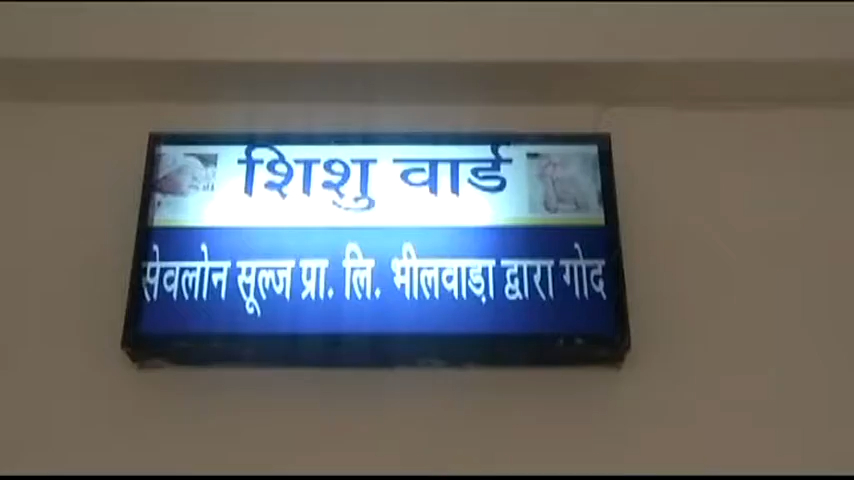 शिशु वार्ड
सेवलोन सूल्ज प्रा. लि. भीलवाड़ा द्वारा गोद